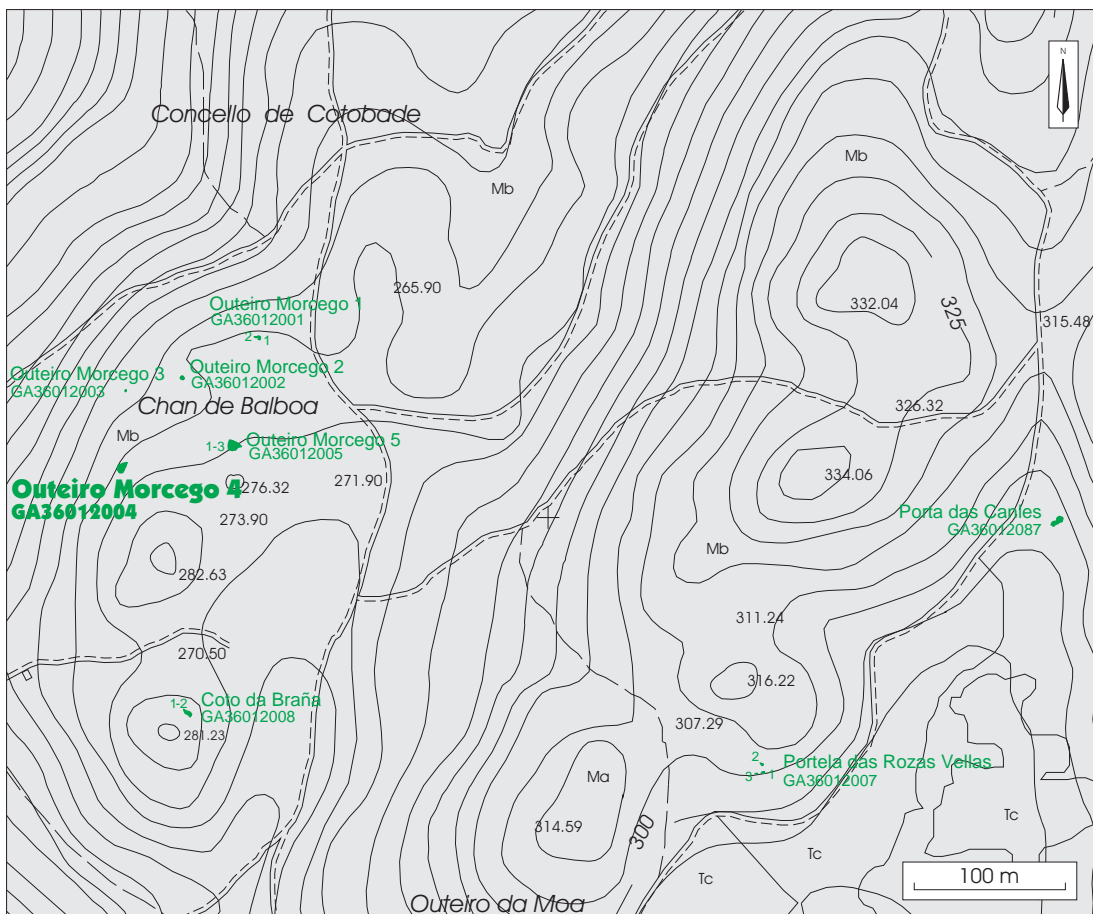 N
Concello de Cotobade
Mb
Mb
265.90
332.04
325
315.48
Outeiro Morcego 1
GA36012001
2 1
Outeiro Morcego 2
GA36012002
Outeiro Morcego 3
GA36012003
Chan de Balboa
326.32
Mb
1-3
Outeiro Morcego 5
GA36012005
Outeiro Morcego 4
GA36012004
276.32
271.90
334.06
273.90
Porta das Canles
GA36012087
Mb
282.63
311.24
270.50
316.22
1-2
Coto da Braña
GA36012008
281.23
307.29
2
3 1
Portela das Rozas Vellas
GA36012007
Ma
314.59
300
Tc
Tc
Tc
100 m
Outeiro da Moa